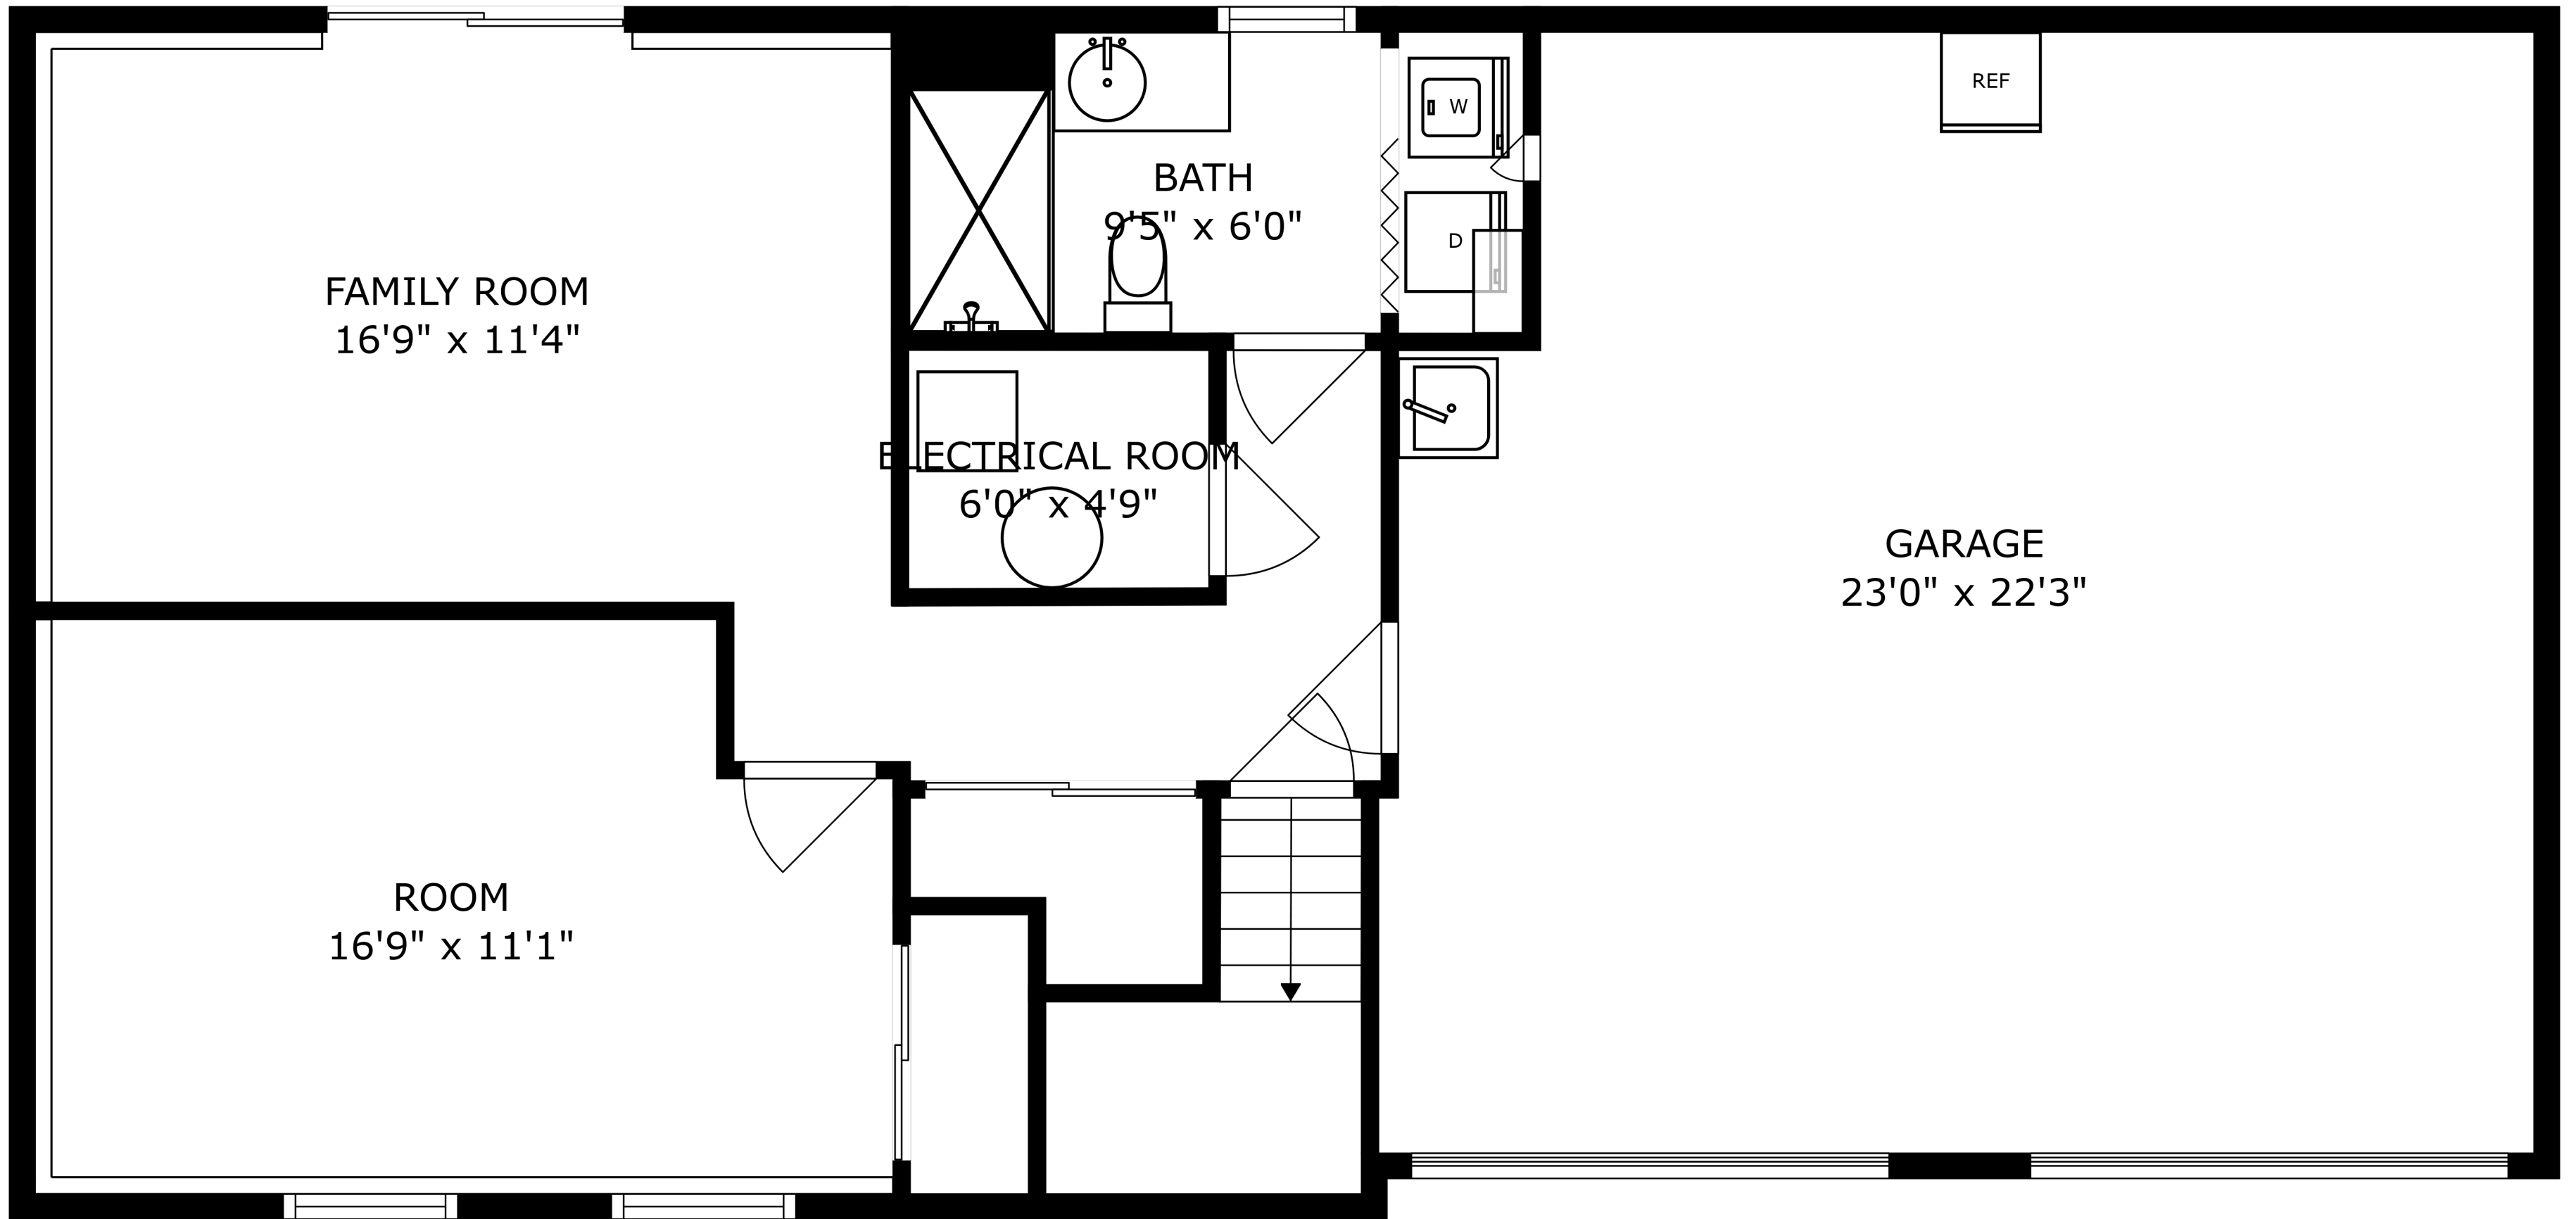 REF
W
BATH
9'5" x 6'0"
D
FAMILY ROOM
16'9" x 11'4"
ELECTRICAL ROOM
6'0" x 4'9"
GARAGE
23'0" x 22'3"
ROOM
16'9" x 11'1"